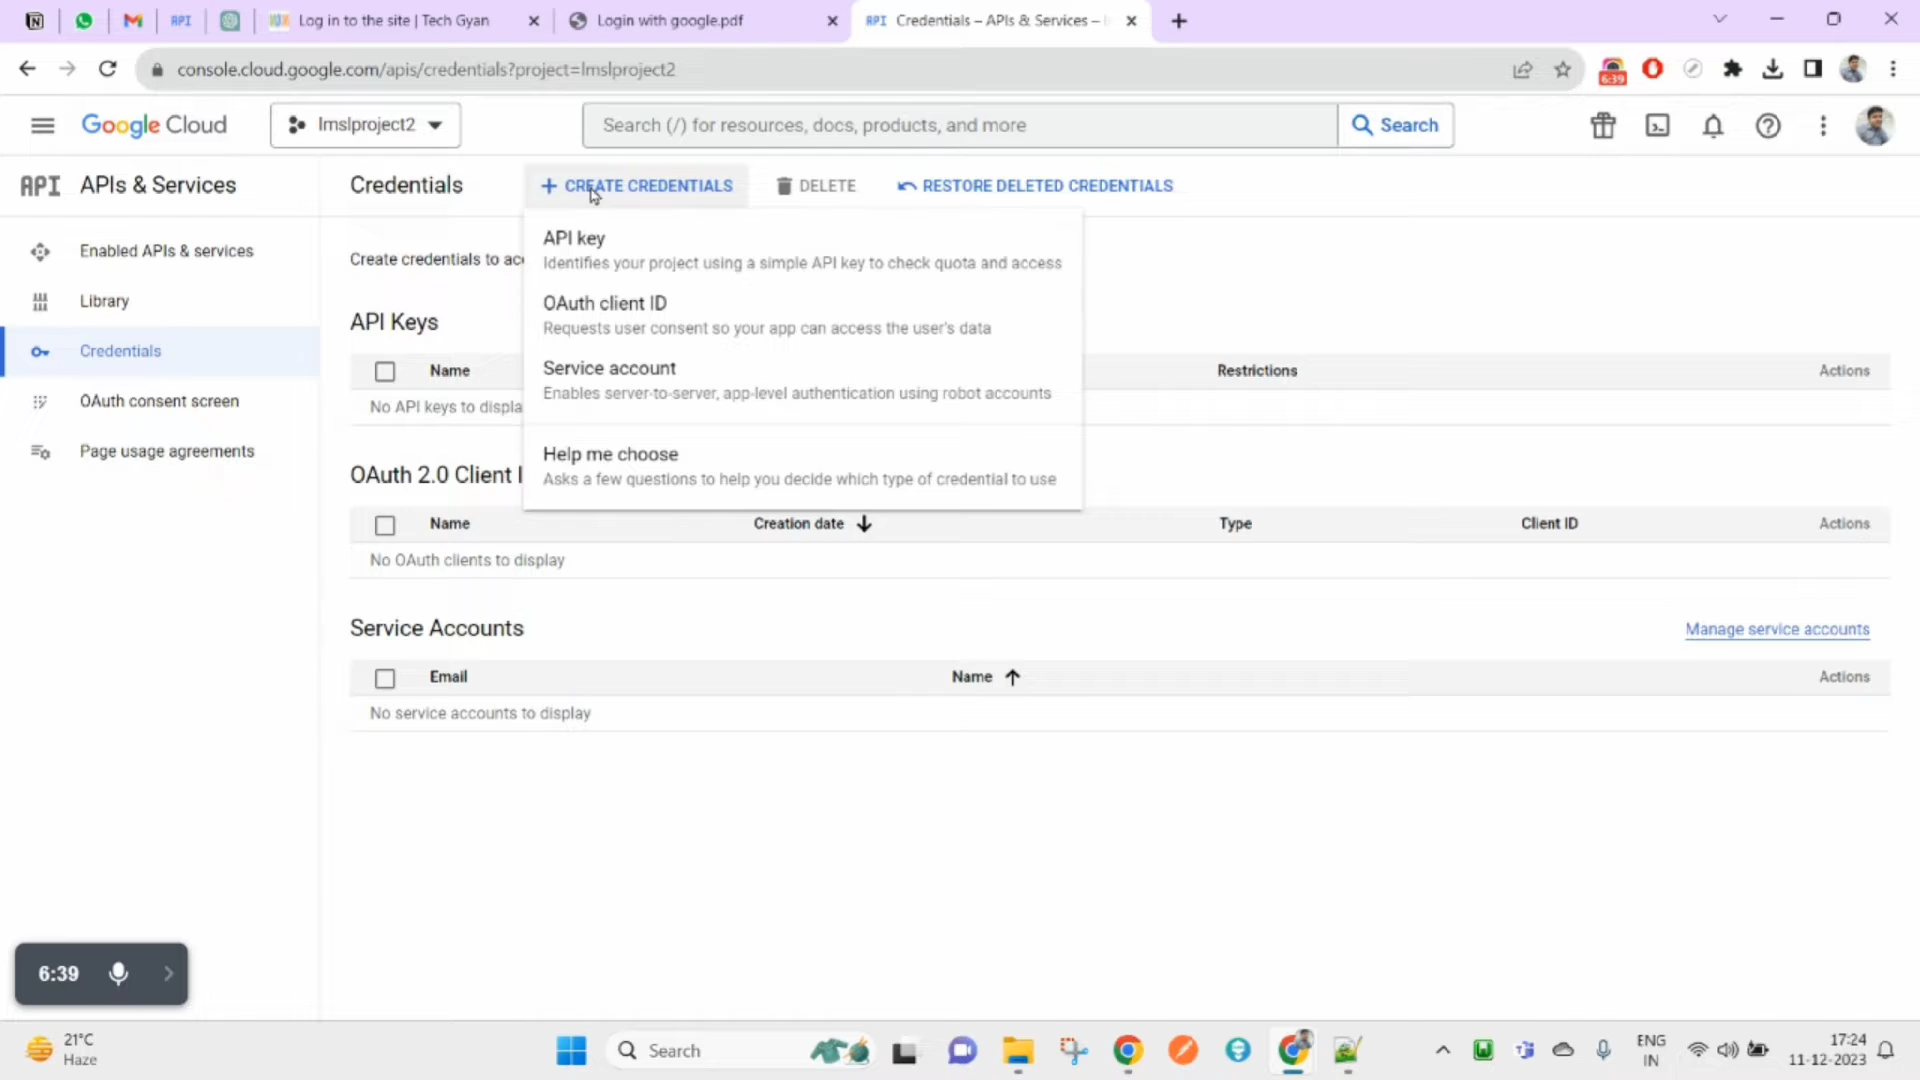 Log in to the site | Tech Gyan
Login with google.pdf
API Credentials – APIs & Services –
console.cloud.google.com/apis/credentials?project=lmslproject2
6:39
Google Cloud
lmslproject2
Search (/) for resources, docs, products, and more
Search
API APIs & Services
Credentials
+ CREATE CREDENTIALS
DELETE
RESTORE DELETED CREDENTIALS
Enabled APIs & services
Library
Credentials
OAuth consent screen
Page usage agreements
Create credentials to acc
API key
Identifies your project using a simple API key to check quota and access
OAuth client ID
Requests user consent so your app can access the user's data
Service account
Enables server-to-server, app-level authentication using robot accounts
Help me choose
Asks a few questions to help you decide which type of credential to use
API Keys
Name
Restrictions
Actions
No API keys to displa
OAuth 2.0 Client I
Name
Creation date
Type
Client ID
Actions
No OAuth clients to display
Service Accounts
Manage service accounts
Email
Name
Actions
No service accounts to display
6:39
21°C
Haze
Search
ENG
IN
17:24
11-12-2023